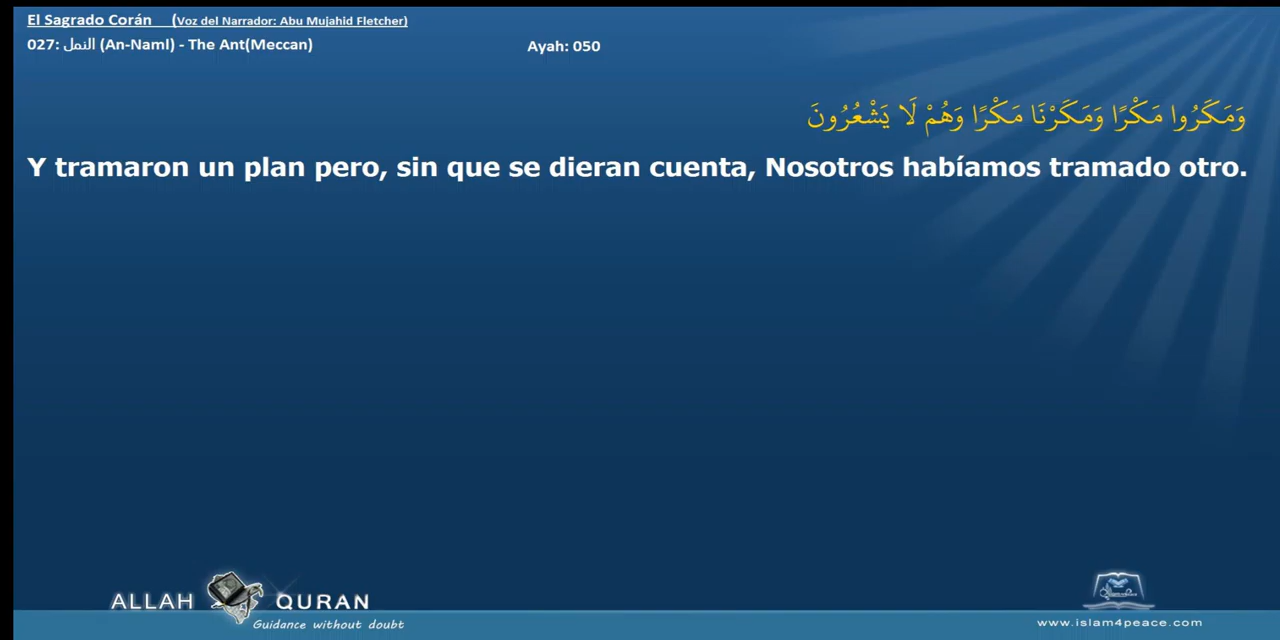 El Sagrado Corán (Voz del Narrador: Abu Mujahid Fletcher)
027: النمل (An-Naml) - The Ant(Meccan) Ayah: 050
وَمَكَرُوا مَكْرًا وَمَكَرْنَا مَكْرًا وَهُمْ لَا يَشْعُرُونَ
Y tramaron un plan pero, sin que se dieran cuenta, Nosotros habíamos tramado otro.
ALLAH QURAN
Guidance without doubt
www.islam4peace.com